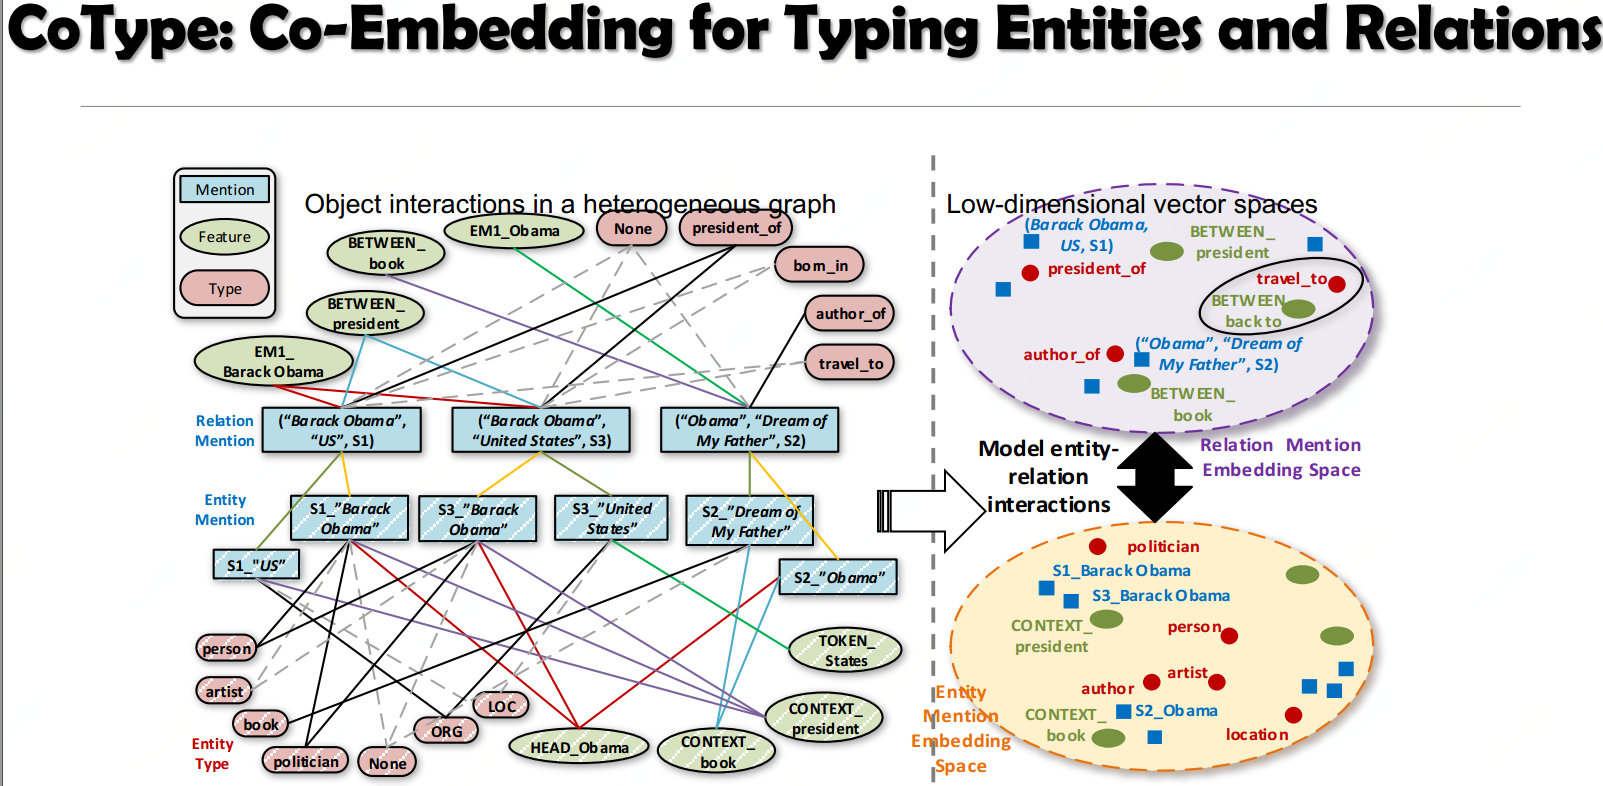 CoType: Co-Embedding for Typing Entities and Relations
Mention
Feature
Type
Object interactions in a heterogeneous graph
BETWEEN_
book
EM1_Obama
None
president_of
born_in
BETWEEN_
president
author_of
EM1_
Barack Obama
travel_to
Relation
Mention
("Barack Obama",
"US", S1)
("Barack Obama",
"United States", S3)
("Obama", "Dream of
My Father", S2)
Entity
Mention
S1_"Barack
Obama"
S3_"Barack
Obama"
S3_"United
States"
S2_"Dream of
My Father"
S1_"US"
S2_"Obama"
person
artist
book
Entity
Type
politician
None
ORG
LOC
HEAD_Obama
CONTEXT_
book
CONTEXT_
president
TOKEN_
States
Low-dimensional vector spaces
(Barack Obama,
US, S1)
BETWEEN_
president
president_of
travel_to
BETWEEN_
back to
author_of
("Obama", "Dream of
My Father", S2)
BETWEEN_
book
Model entity-
relation
interactions
Relation Mention
Embedding Space
politician
S1_Barack Obama
S3_Barack Obama
CONTEXT_
president
person
artist
author
CONTEXT_
book
S2_Obama
location
Entity
Mention
Embedding
Space